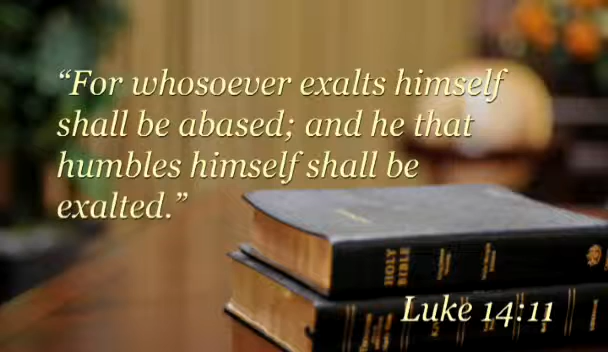 “For whosoever exalts himself
shall be abased; and he that
humbles himself shall be
exalted.”
HOLY
BIBLE
Luke 14:11